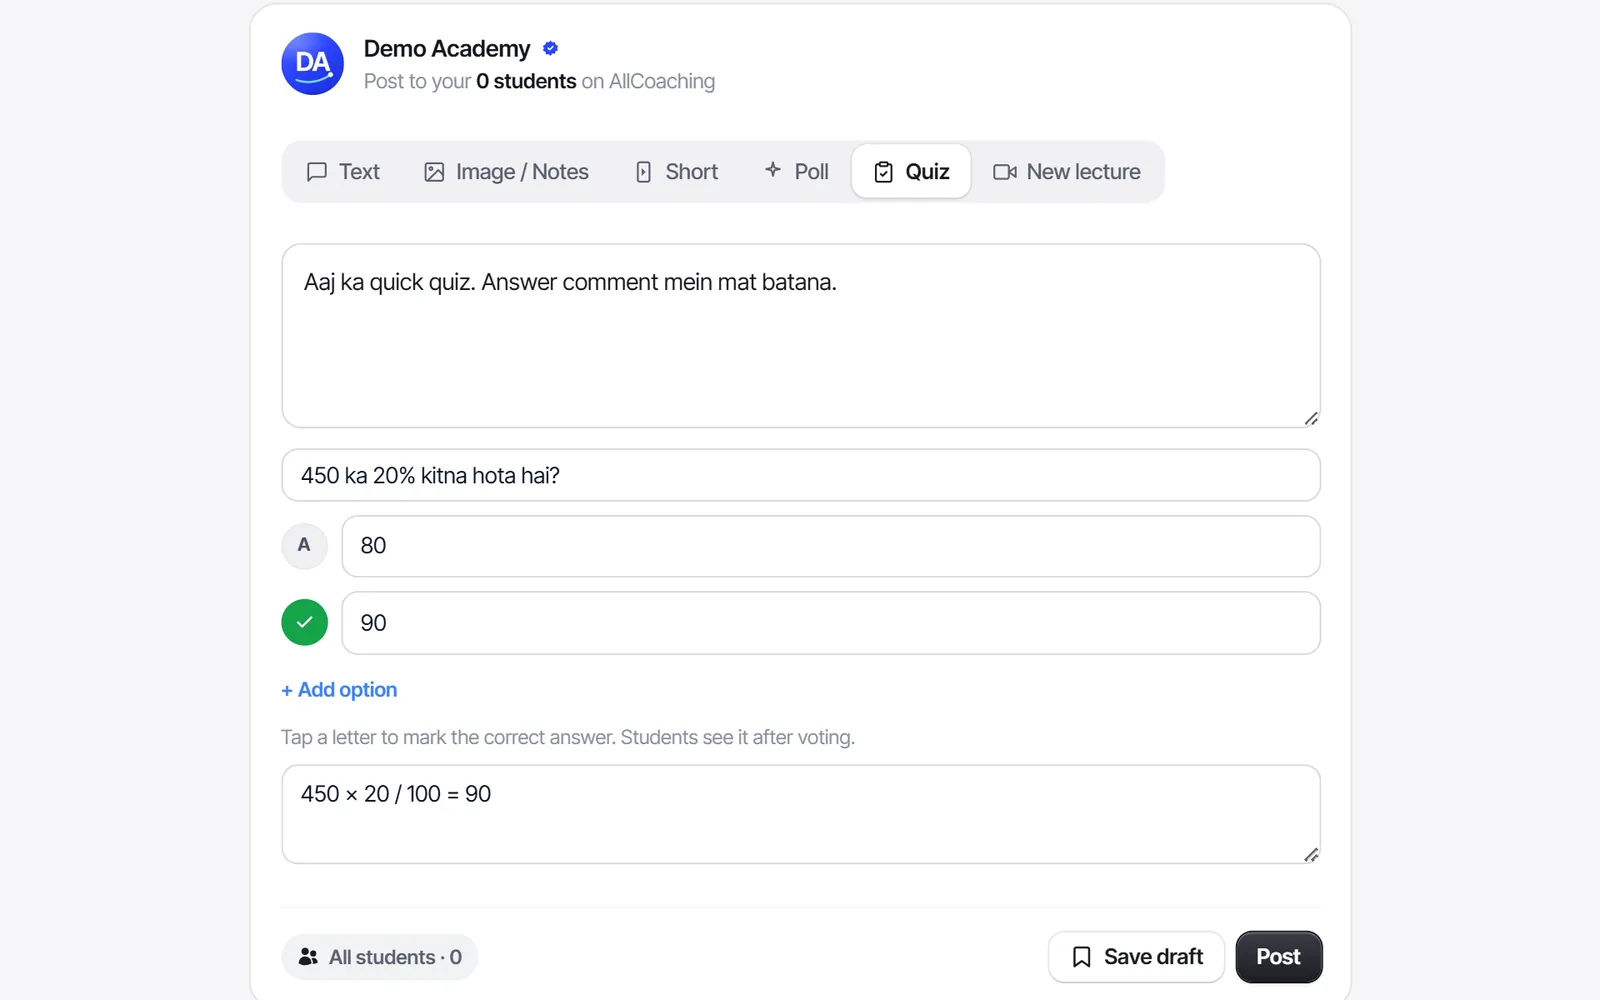 DA
Demo Academy
Post to your 0 students on AllCoaching
Text Image / Notes Short Poll Quiz New lecture
Aaj ka quick quiz. Answer comment mein mat batana.
450 ka 20% kitna hota hai?
A 80
90
+ Add option
Tap a letter to mark the correct answer. Students see it after voting.
450 × 20 / 100 = 90
All students · 0 Save draft Post